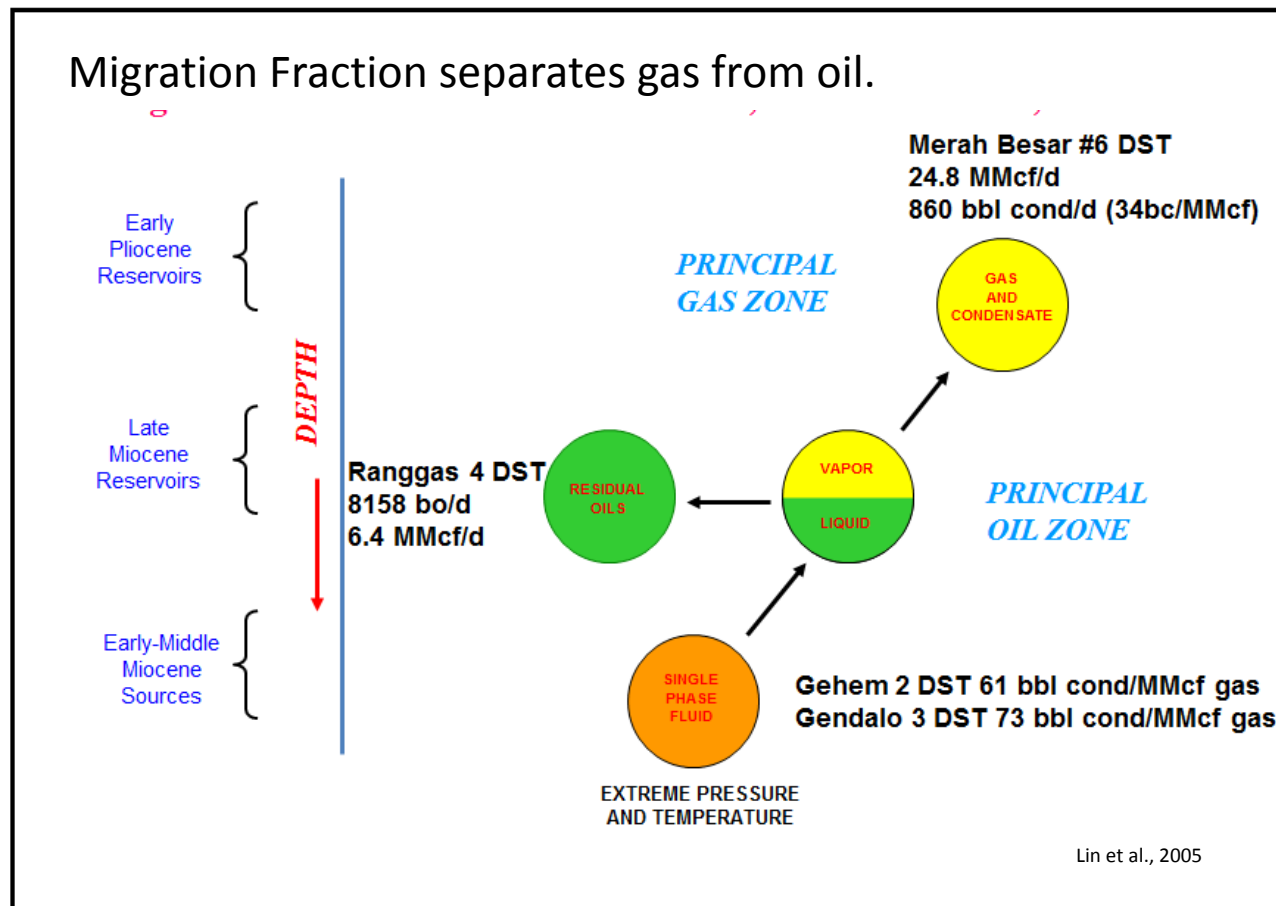 Migration Fraction separates gas from oil.
Merah Besar #6 DST
24.8 MMcf/d
860 bbl cond/d (34bc/MMcf)
Early
Pliocene
Reservoirs
PRINCIPAL
GAS ZONE
GAS
AND
CONDENSATE
DEPTH
Late
Miocene
Reservoirs
Ranggas 4 DST
8158 bo/d
6.4 MMcf/d
RESIDUAL
OILS
VAPOR
LIQUID
PRINCIPAL
OIL ZONE
Early-Middle
Miocene
Sources
SINGLE
PHASE
FLUID
Gehem 2 DST 61 bbl cond/MMcf gas
Gendalo 3 DST 73 bbl cond/MMcf gas
EXTREME PRESSURE
AND TEMPERATURE
Lin et al., 2005